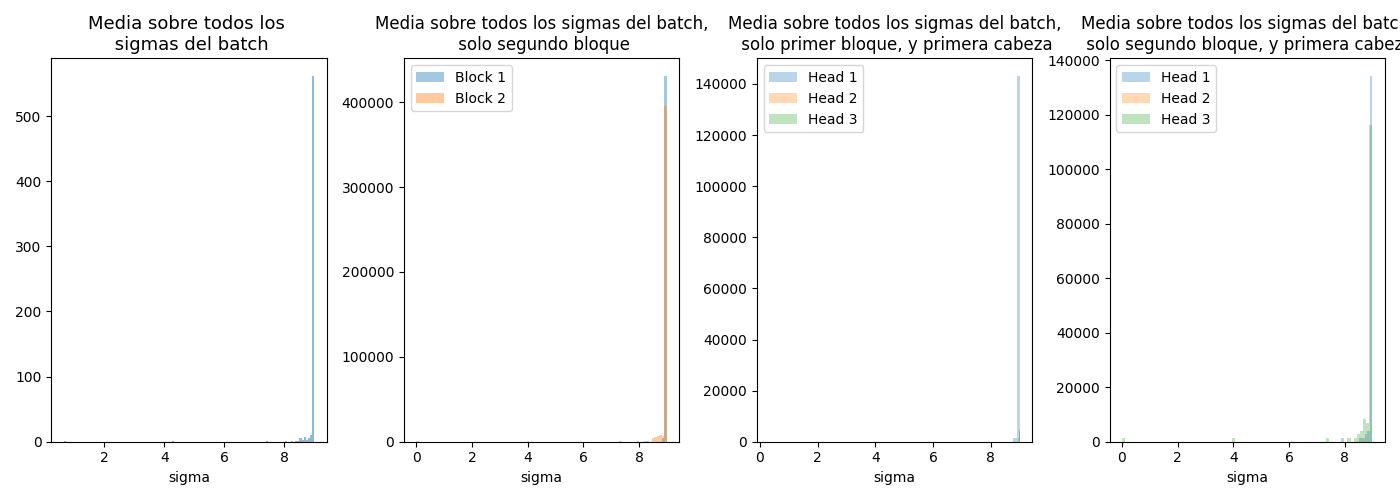 Media sobre todos los
sigmas del batch
500
400
300
200
100
0
2
4
6
8
sigma
Media sobre todos los sigmas del batch,
solo segundo bloque
Block 1
Block 2
400000
300000
200000
100000
0
0
2
4
6
8
sigma
Media sobre todos los sigmas del batch,
solo primer bloque, y primera cabeza
Head 1
Head 2
Head 3
140000
120000
100000
80000
60000
40000
20000
0
0
2
4
6
8
sigma
Media sobre todos los sigmas del batc
solo segundo bloque, y primera cabez
Head 1
Head 2
Head 3
140000
120000
100000
80000
60000
40000
20000
0
0
2
4
6
8
sigma